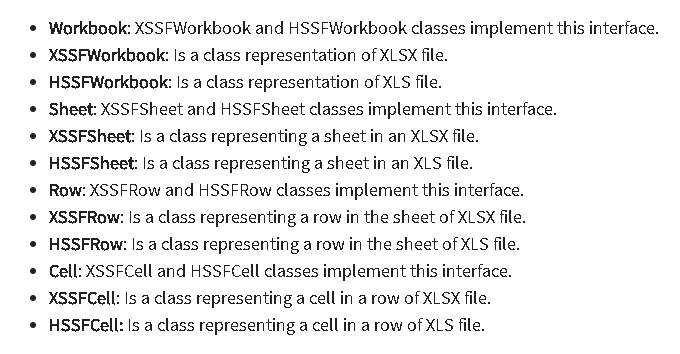 • Workbook: XSSFWorkbook and HSSFWorkbook classes implement this interface.
• XSSFWorkbook: Is a class representation of XLSX file.
• HSSFWorkbook: Is a class representation of XLS file.
• Sheet: XSSFSheet and HSSFSheet classes implement this interface.
• XSSFSheet: Is a class representing a sheet in an XLSX file.
• HSSFSheet: Is a class representing a sheet in an XLS file.
• Row: XSSFRow and HSSFRow classes implement this interface.
• XSSFRow: Is a class representing a row in the sheet of XLSX file.
• HSSFRow: Is a class representing a row in the sheet of XLS file.
• Cell: XSSFCell and HSSFCell classes implement this interface.
• XSSFCell: Is a class representing a cell in a row of XLSX file.
• HSSFCell: Is a class representing a cell in a row of XLS file.